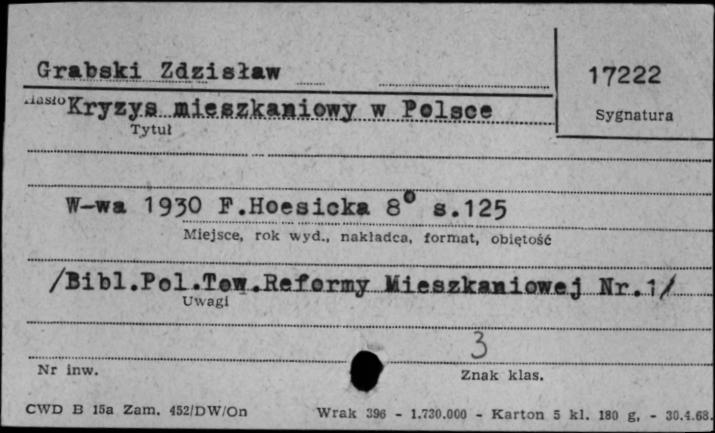 Grabski Zdzisław
17222
Hasło Kryzys mieszkaniowy w Polsce
Sygnatura
Tytuł
W-wa 1930 F.Hoesicka 8° s.125
Miejsce, rok wyd., nakładca, format, objętość
/Bibl.Pol.Tow.Reformy Mieszkaniowej Nr.1/
Uwagi
3
Nr inw.
Znak klas.
CWD B 15a Zam. 452/DW/On Wrak 396 - 1.730.000 - Karton 5 kl. 180 g, - 30.4.68.